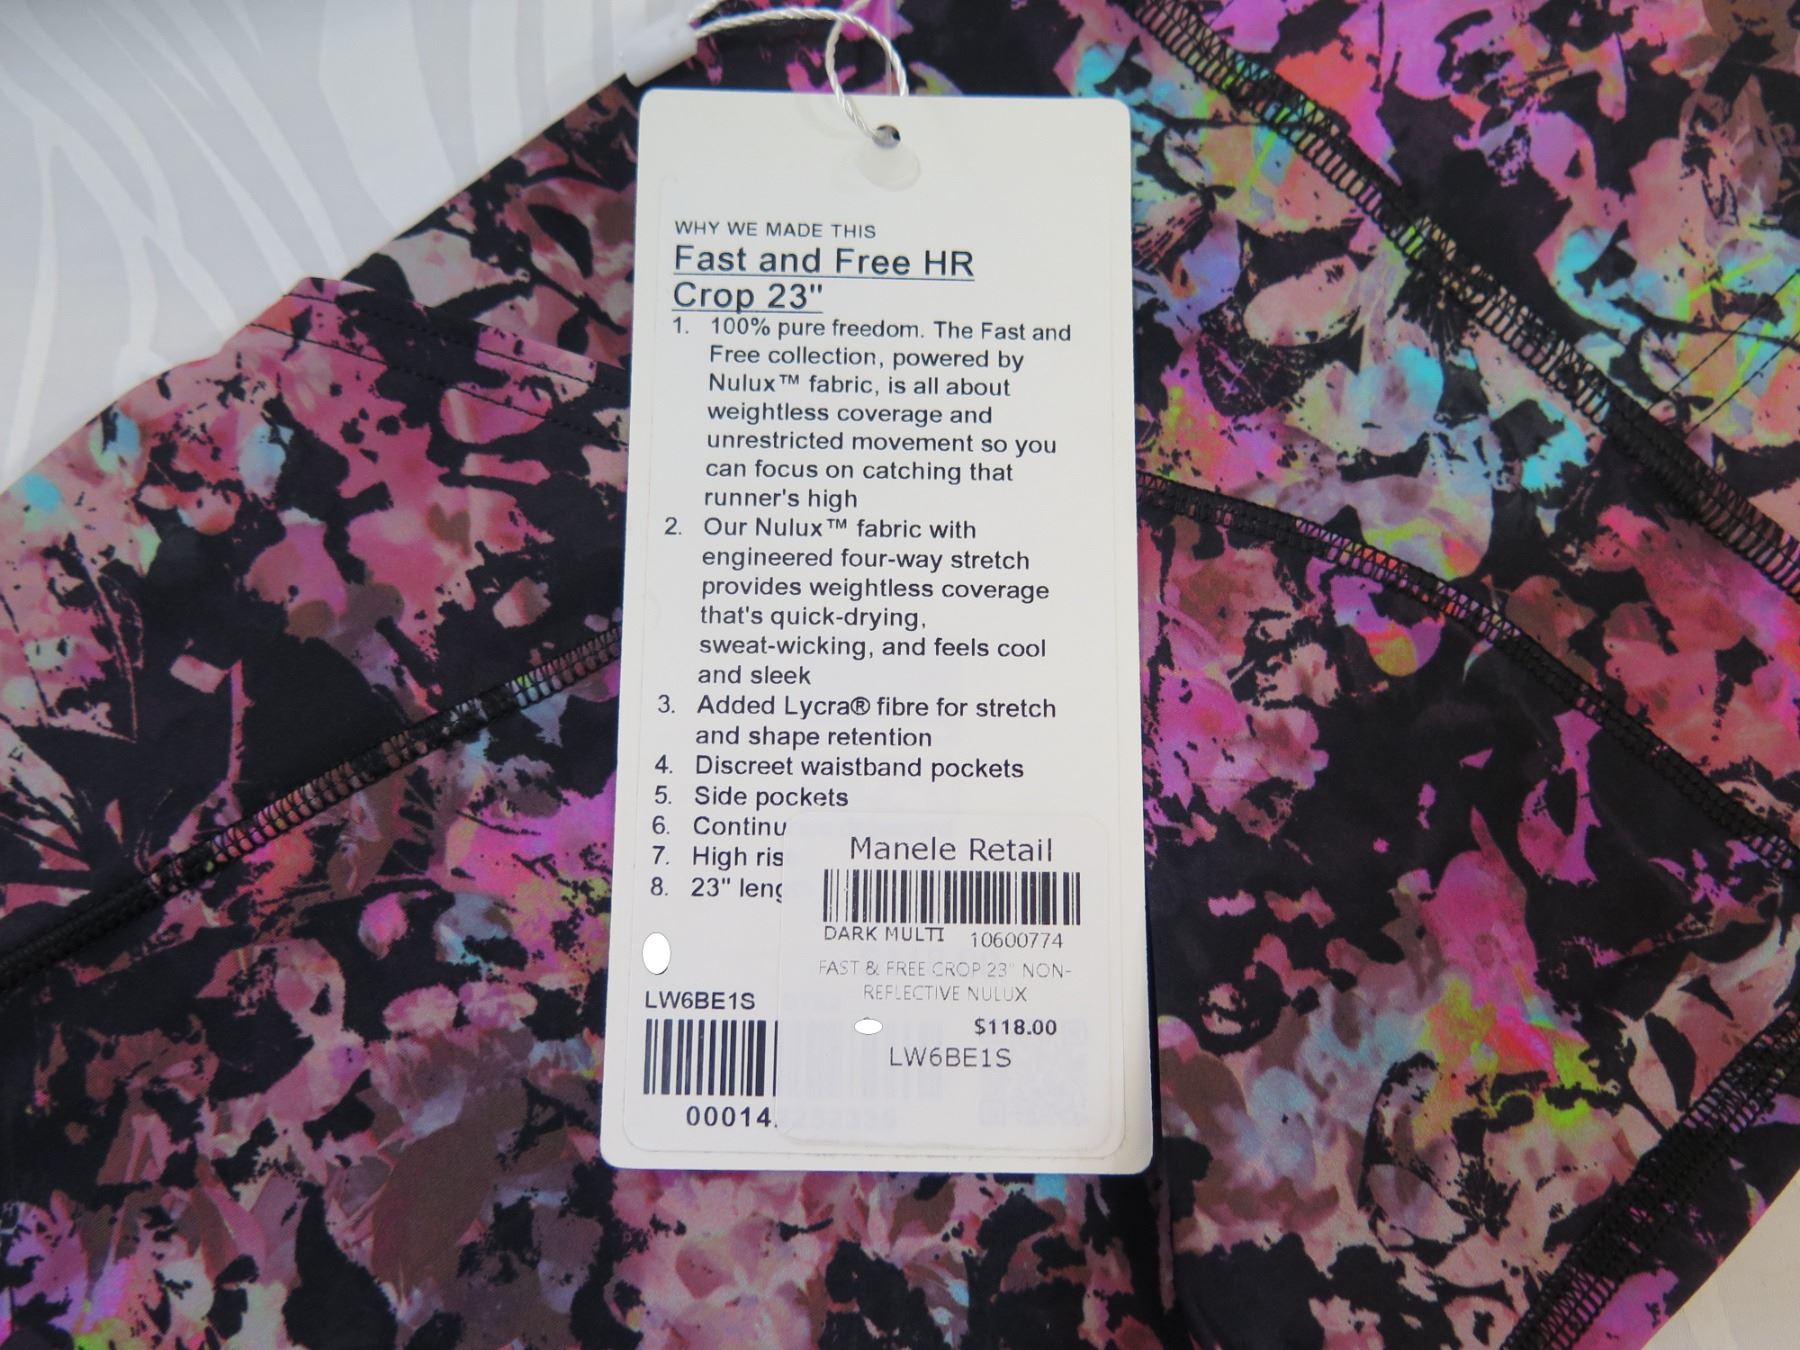 WHY WE MADE THIS
Fast and Free HR
Crop 23"
1. 100% pure freedom. The Fast and
Free collection, powered by
Nulux™ fabric, is all about
weightless coverage and
unrestricted movement so you
can focus on catching that
runner's high
2. Our Nulux™ fabric with
engineered four-way stretch
provides weightless coverage
that's quick-drying,
sweat-wicking, and feels cool
and sleek
3. Added Lycra® fibre for stretch
and shape retention
4. Discreet waistband pockets
5. Side pockets
6. Continu
7. High ris
8. 23" leng
LW6BE1S
00014
Manele Retail
DARK MULTI 10600774
FAST & FREE CROP 23" NON-
REFLECTIVE NULUX
$118.00
LW6BE1S